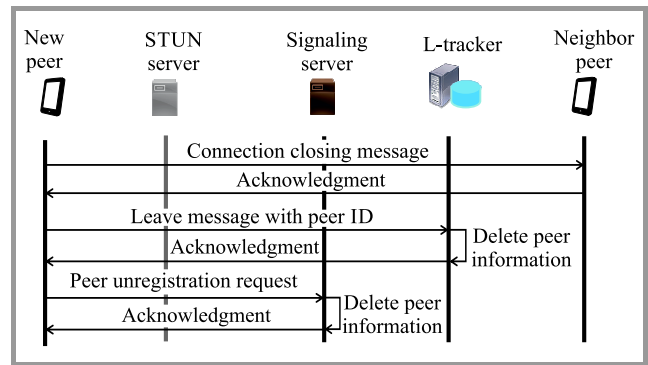 New
peer
STUN
server
Signaling
server
L-tracker
Neighbor
peer
Connection closing message
Acknowledgment
Leave message with peer ID
Acknowledgment
Delete peer
information
Peer unregistration request
Acknowledgment
Delete peer
information